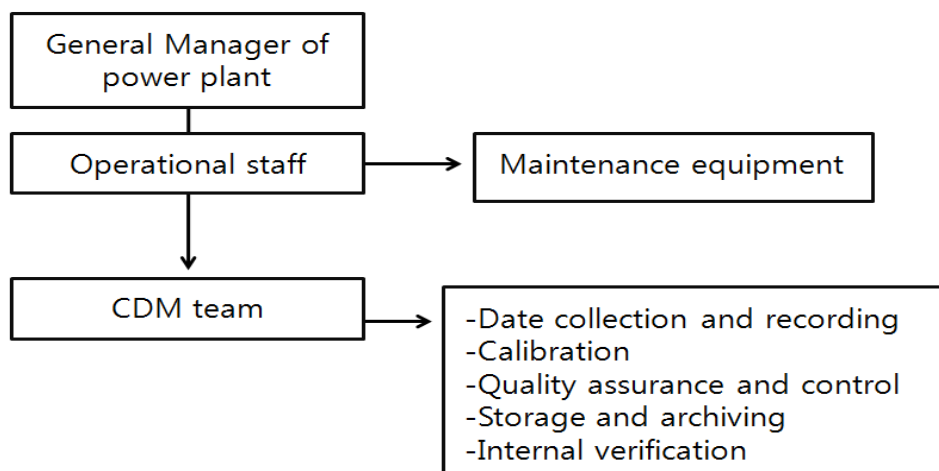 General Manager of
power plant
Operational staff
Maintenance equipment
CDM team
-Date collection and recording
-Calibration
-Quality assurance and control
-Storage and archiving
-Internal verification